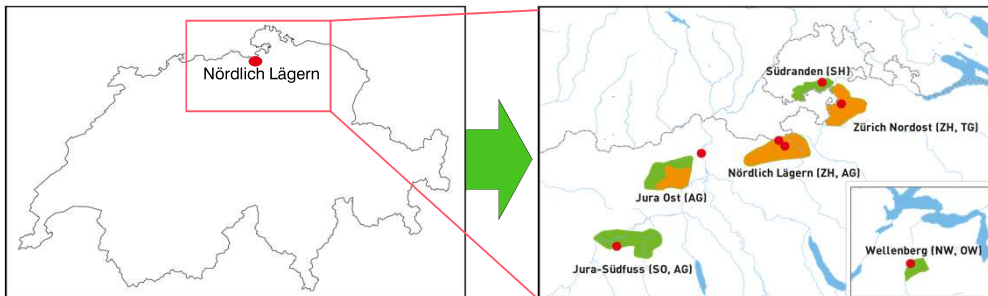 Nördlich Lägern
Südranden (SH)
Zürich Nordost (ZH, TG)
Nördlich Lägern (ZH, AG)
Jura Ost (AG)
Wellenberg (NW, OW)
Jura-Südfuss (SO, AG)